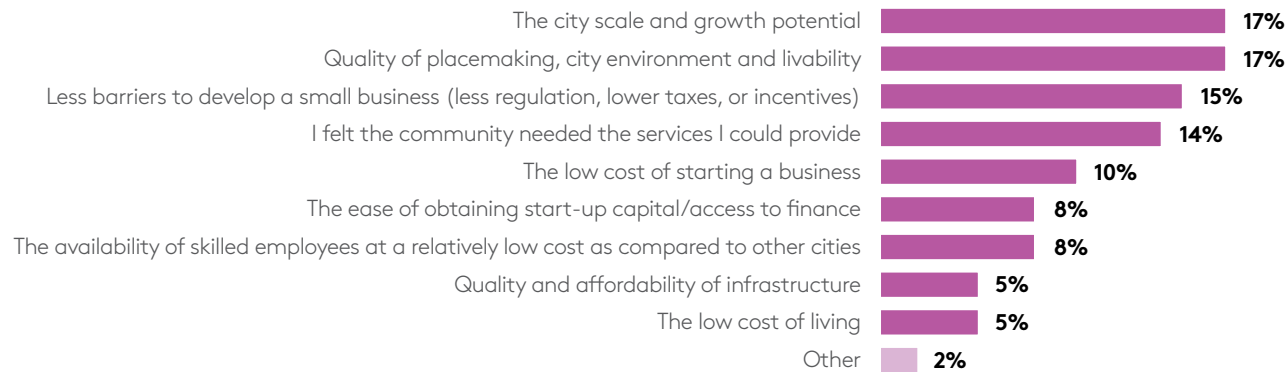 The city scale and growth potential 17%
Quality of placemaking, city environment and livability 17%
Less barriers to develop a small business (less regulation, lower taxes, or incentives) 15%
I felt the community needed the services I could provide 14%
The low cost of starting a business 10%
The ease of obtaining start-up capital/access to finance 8%
The availability of skilled employees at a relatively low cost as compared to other cities 8%
Quality and affordability of infrastructure 5%
The low cost of living 5%
Other 2%